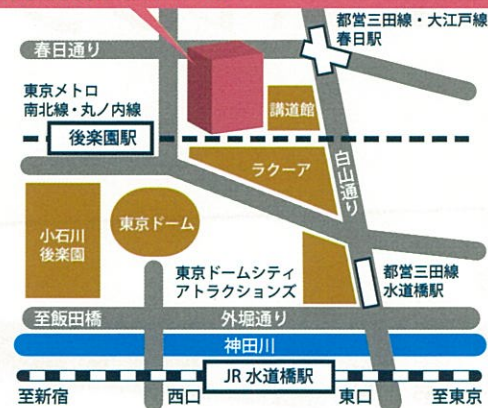 都営三田線・大江戸線
春日駅
春日通り
東京メトロ
南北線・丸ノ内線
後楽園駅
講道館
ラクーア
白山通り
小石川
後楽園
東京ドーム
東京ドームシティ
アトラクションズ
都営三田線
水道橋駅
至飯田橋
外堀通り
神田川
JR 水道橋駅
至新宿
西口
東口
至東京